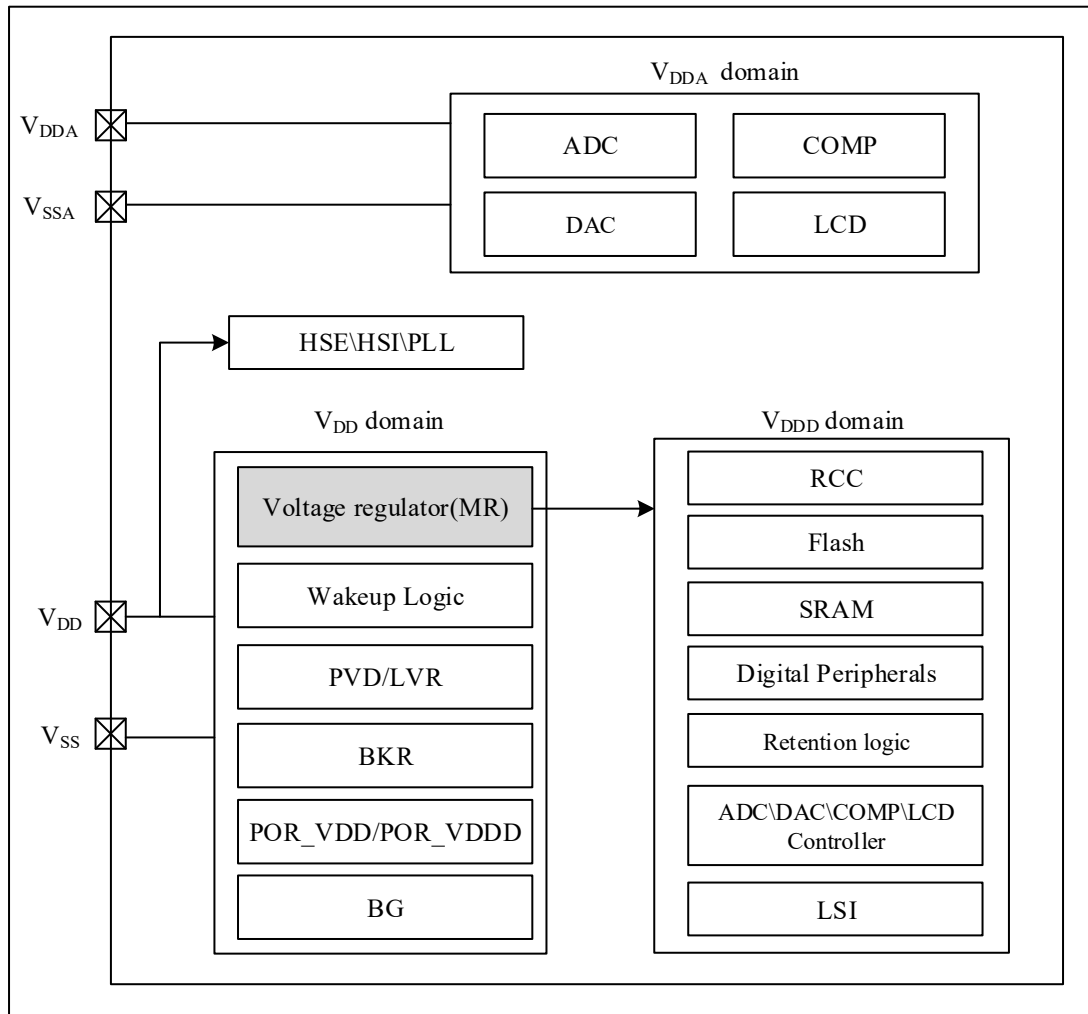 V_DDA domain
V_DDA
ADC
COMP
V_SSA
DAC
LCD
HSE\HSI\PLL
V_DD domain
V_DDD domain
Voltage regulator(MR)
RCC
Flash
Wakeup Logic
SRAM
V_DD
PVD/LVR
Digital Peripherals
V_SS
BKR
Retention logic
POR_VDD/POR_VDDD
ADC\DAC\COMP\LCD
Controller
BG
LSI